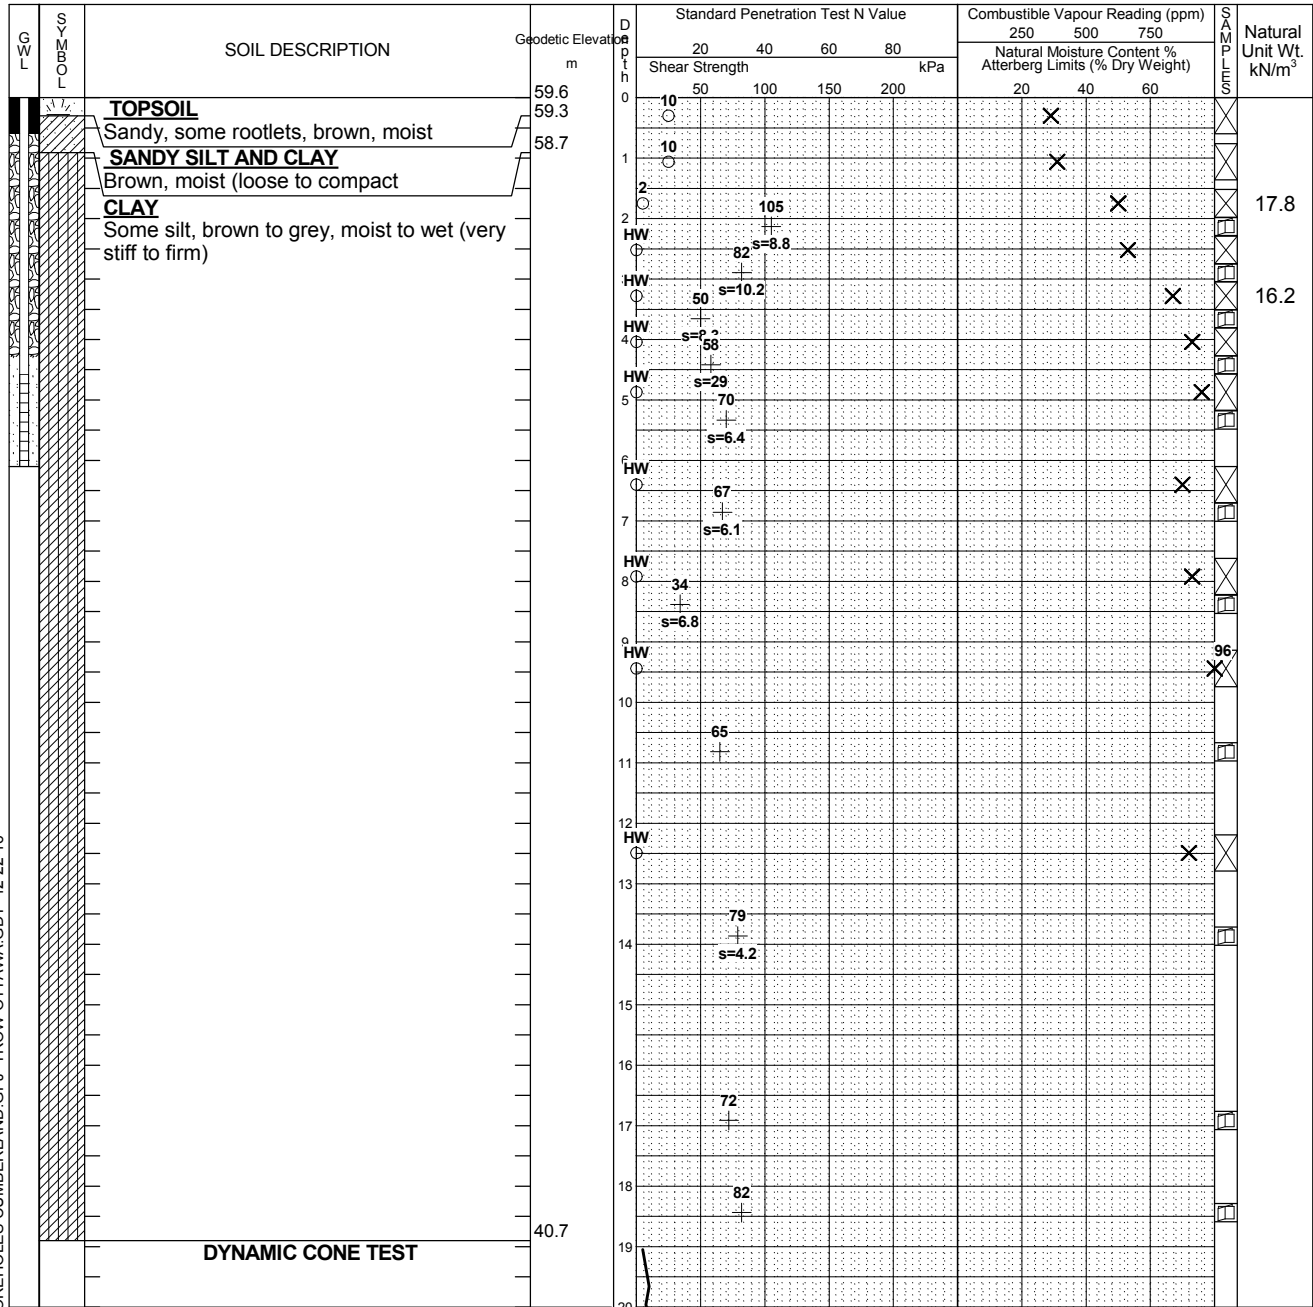 GWL
SYMBOL
SOIL DESCRIPTION
Geodetic Elevation
m
Depth
Standard Penetration Test N Value
20 40 60 80
Shear Strength kPa
50 100 150 200
Combustible Vapour Reading (ppm)
250 500 750
Natural Moisture Content %
Atterberg Limits (% Dry Weight)
20 40 60
SAMPLES
Natural
Unit Wt.
kN/m³
59.6
0
TOPSOIL
59.3
10
Sandy, some rootlets, brown, moist
58.7
10
SANDY SILT AND CLAY
1
Brown, moist (loose to compact
2
17.8
CLAY
105
2
Some silt, brown to grey, moist to wet (very
stiff to firm)
HW
s=8.8
82
HW
s=10.2
16.2
50
HW
58
4
HW
s=29
70
5
s=6.4
6
HW
67
7
s=6.1
HW
8
34
s=6.8
9
HW
96
10
65
11
12
HW
13
79
14
s=4.2
15
16
72
17
18
82
40.7
DYNAMIC CONE TEST
19
20